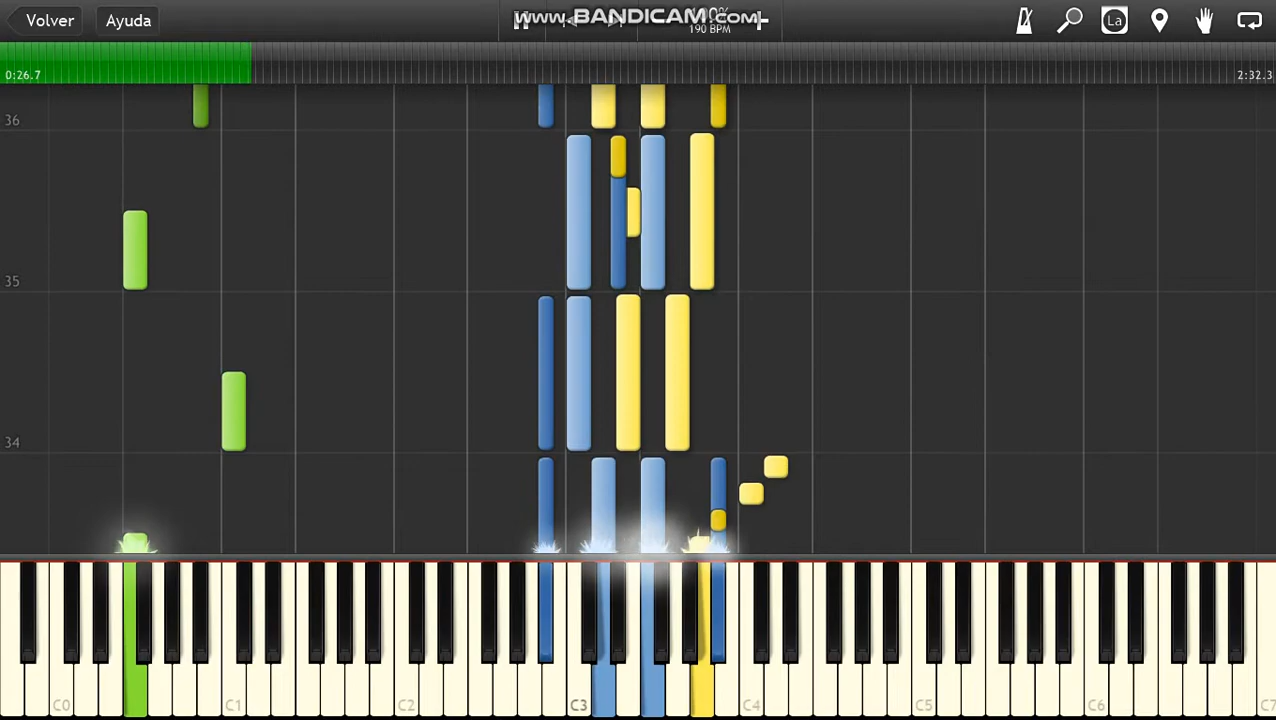 Volver
Ayuda
www.BANDICAM.com
190 BPM
La
0:26.7
2:32.3
36
35
34
C0
C1
C2
C3
C4
C5
C6
C7